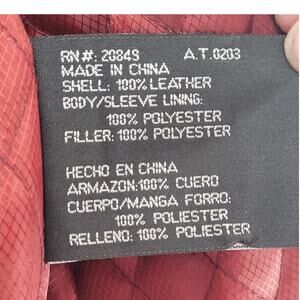 RN#: 20849 A.T.0203
MADE IN CHINA
SHELL: 100% LEATHER
BODY/SLEEVE LINING:
100% POLYESTER
FILLER: 100% POLYESTER
HECHO EN CHINA
ARMAZON:100% CUERO
CUERPO/MANGA FORRO:
100% POLIESTER
RELLENO: 100% POLIESTER